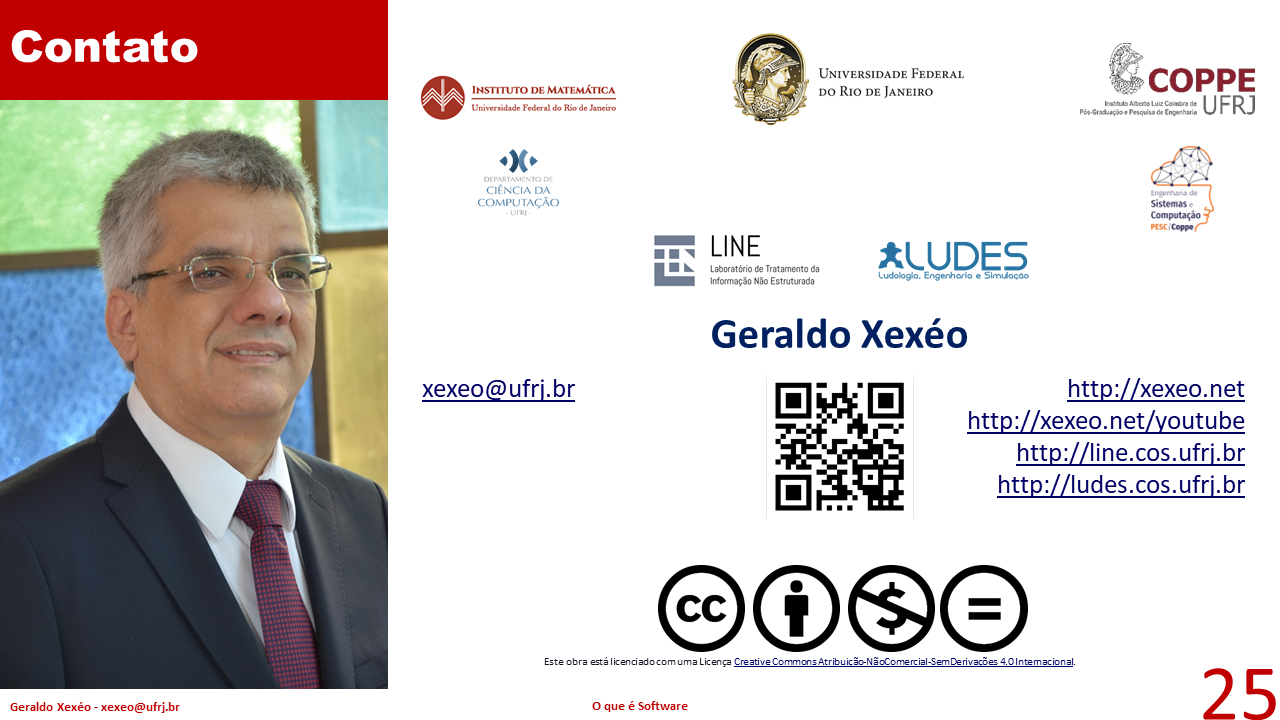 Contato
INSTITUTO DE MATEMÁTICA
Universidade Federal do Rio de Janeiro
UNIVERSIDADE FEDERAL
DO RIO DE JANEIRO
COPPE
UFRJ
Instituto Alberto Luiz Coimbra de
Pós-Graduação e Pesquisa de Engenharia
DEPARTAMENTO DE
CIÊNCIA DA
COMPUTAÇÃO
- UFRJ -
Engenharia de
Sistemas e
Computação
PESC/Coppe
LINE
Laboratório de Tratamento da
Informação Não Estruturada
LUDES
Ludologia, Engenharia e Simulação
Geraldo Xexéo
xexeo@ufrj.br
http://xexeo.net
http://xexeo.net/youtube
http://line.cos.ufrj.br
http://ludes.cos.ufrj.br
cc
Este obra está licenciado com uma Licença Creative Commons Atribuição-NãoComercial-SemDerivações 4.0 Internacional.
Geraldo Xexéo - xexeo@ufrj.br
O que é Software
25